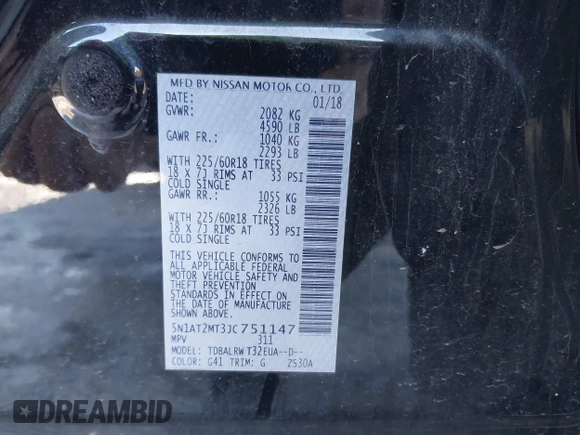 MFD BY NISSAN MOTOR CO., LTD.
DATE: 01/18
GVWR: 2082 KG
4590 LB
GAWR FR.: 1040 KG
2293 LB
WITH 225/60R18 TIRES
18 X 7J RIMS AT 33 PSI
COLD SINGLE
GAWR RR.: 1055 KG
2326 LB
WITH 225/60R18 TIRES
18 X 7J RIMS AT 33 PSI
COLD SINGLE
THIS VEHICLE CONFORMS TO
ALL APPLICABLE FEDERAL
MOTOR VEHICLE SAFETY AND
THEFT PREVENTION
STANDARDS IN EFFECT ON
THE DATE OF MANUFACTURE
SHOWN ABOVE.
5N1AT2MT3JC751147
MPV 311
MODEL: TDBALRWT32EUA--D--
COLOR: G41 TRIM: G ZS30A
DREAMBID